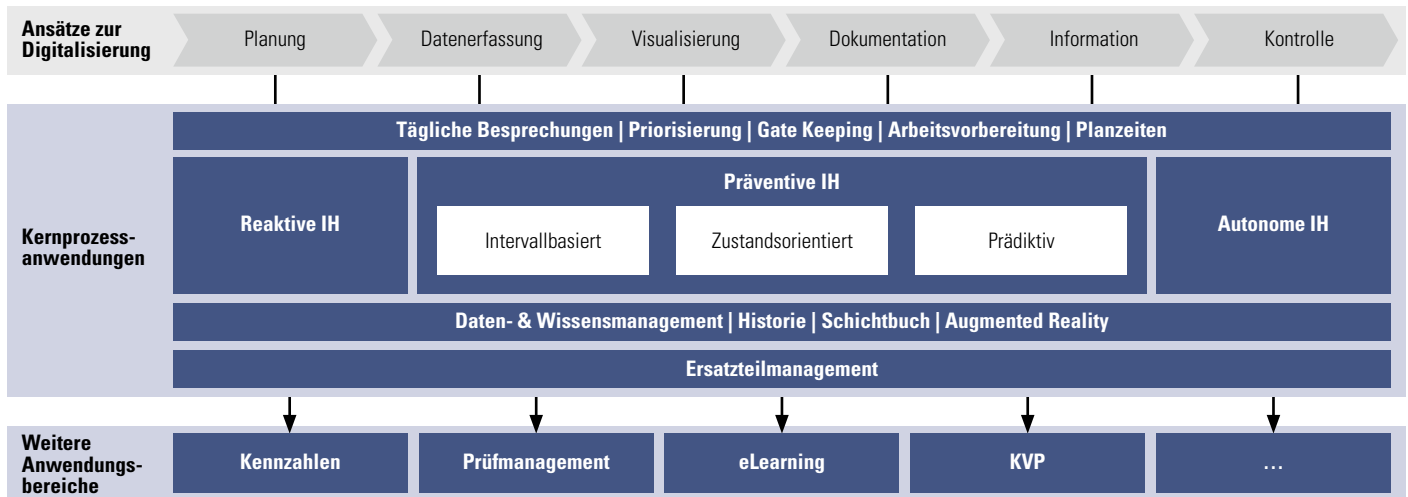 Ansätze zur
Digitalisierung
Planung
Datenerfassung
Visualisierung
Dokumentation
Information
Kontrolle
Kernprozess-
anwendungen
Tägliche Besprechungen | Priorisierung | Gate Keeping | Arbeitsvorbereitung | Planzeiten
Reaktive IH
Präventive IH
Intervallbasiert
Zustandsorientiert
Prädiktiv
Autonome IH
Daten- & Wissensmanagement | Historie | Schichtbuch | Augmented Reality
Ersatzteilmanagement
Weitere
Anwendungs-
bereiche
Kennzahlen
Prüfmanagement
eLearning
KVP
...